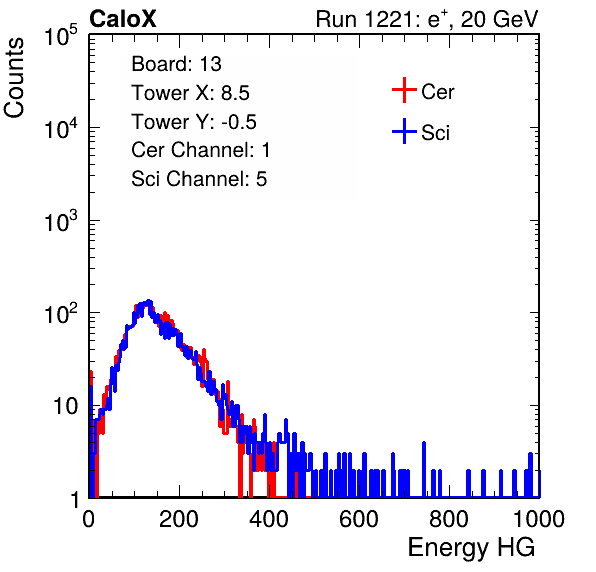 CaloX Run 1221: e⁺, 20 GeV
Counts
10⁵
10⁴
10³
10²
10
1
Board: 13
Tower X: 8.5
Tower Y: -0.5
Cer Channel: 1
Sci Channel: 5
Cer
Sci
0 200 400 600 800 1000
Energy HG